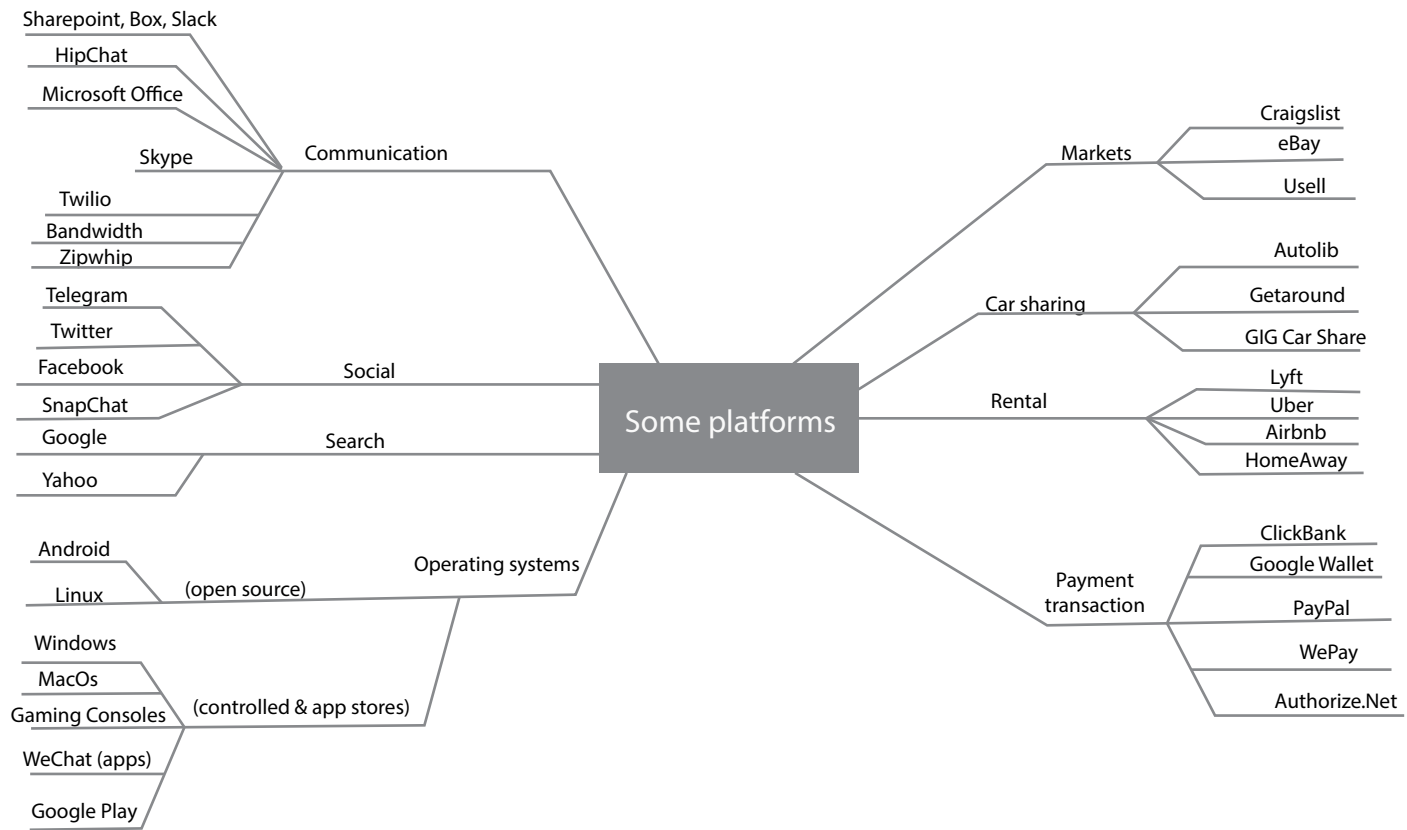 Sharepoint, Box, Slack
HipChat
Microsoft Office
Skype
Communication
Twilio
Bandwidth
Zipwhip
Telegram
Twitter
Facebook
Social
SnapChat
Google
Search
Yahoo
Android
Operating systems
Linux
(open source)
Windows
MacOs
Gaming Consoles
(controlled & app stores)
WeChat (apps)
Google Play
Some platforms
Markets
Craigslist
eBay
Usell
Car sharing
Autolib
Getaround
GIG Car Share
Rental
Lyft
Uber
Airbnb
HomeAway
Payment
transaction
ClickBank
Google Wallet
PayPal
WePay
Authorize.Net